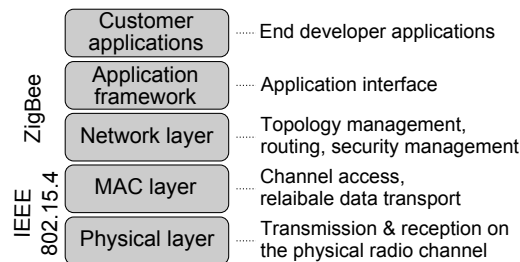 Customer
applications
End developer applications
Application
framework
Application interface
ZigBee
Network layer
Topology management,
routing, security management
MAC layer
Channel access,
relaibale data transport
IEEE
802.15.4
Physical layer
Transmission & reception on
the physical radio channel